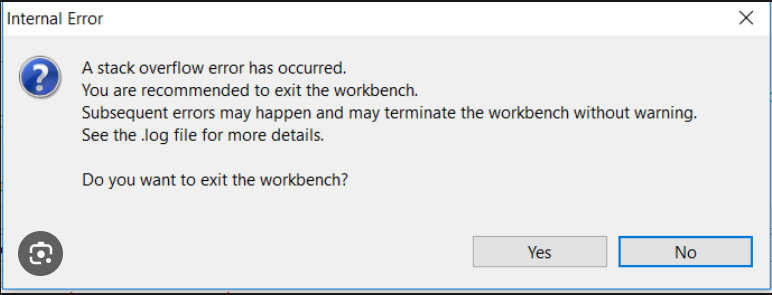 Internal Error
A stack overflow error has occurred.
You are recommended to exit the workbench.
Subsequent errors may happen and may terminate the workbench without warning.
See the .log file for more details.
Do you want to exit the workbench?
Yes
No